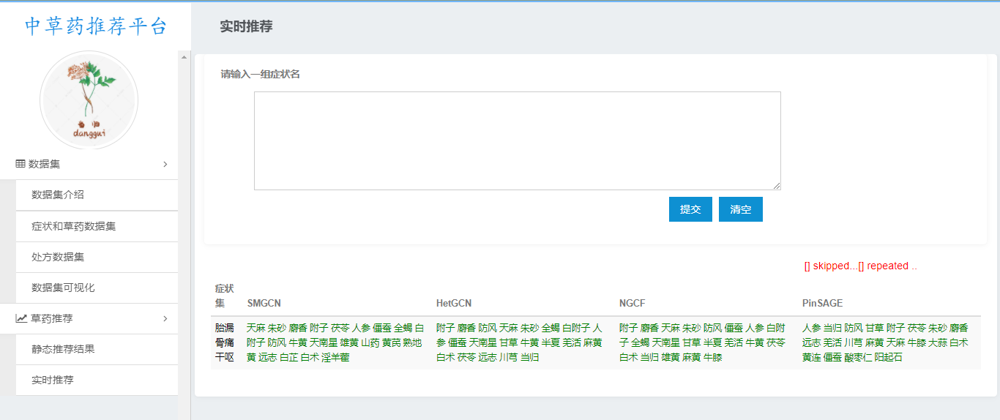 中草药推荐平台
当归
danggui
数据集
数据集介绍
症状和草药数据集
处方数据集
数据集可视化
草药推荐
静态推荐结果
实时推荐
实时推荐
请输入一组症状名
提交 清空
[] skipped...[] repeated ..
症状
集 SMGCN HetGCN NGCF PinSAGE
胎漏 天麻 朱砂 麝香 附子 茯苓 人参 僵蚕 全蝎 白 附子 麝香 防风 天麻 朱砂 全蝎 白附子 人 附子 麝香 天麻 朱砂 防风 僵蚕 人参 白附 人参 当归 防风 甘草 附子 茯苓 朱砂 麝香
骨痛 附子 防风 牛黄 天南星 雄黄 山药 黄芪 熟地 参 僵蚕 天南星 甘草 牛黄 半夏 羌活 麻黄 子 全蝎 天南星 甘草 半夏 羌活 牛黄 茯苓 远志 羌活 川芎 麻黄 天麻 牛膝 大蒜 白术
干呕 黄 远志 白芷 白术 淫羊藿 白术 茯苓 远志 川芎 当归 白术 当归 雄黄 麻黄 牛膝 黄连 僵蚕 酸枣仁 阳起石